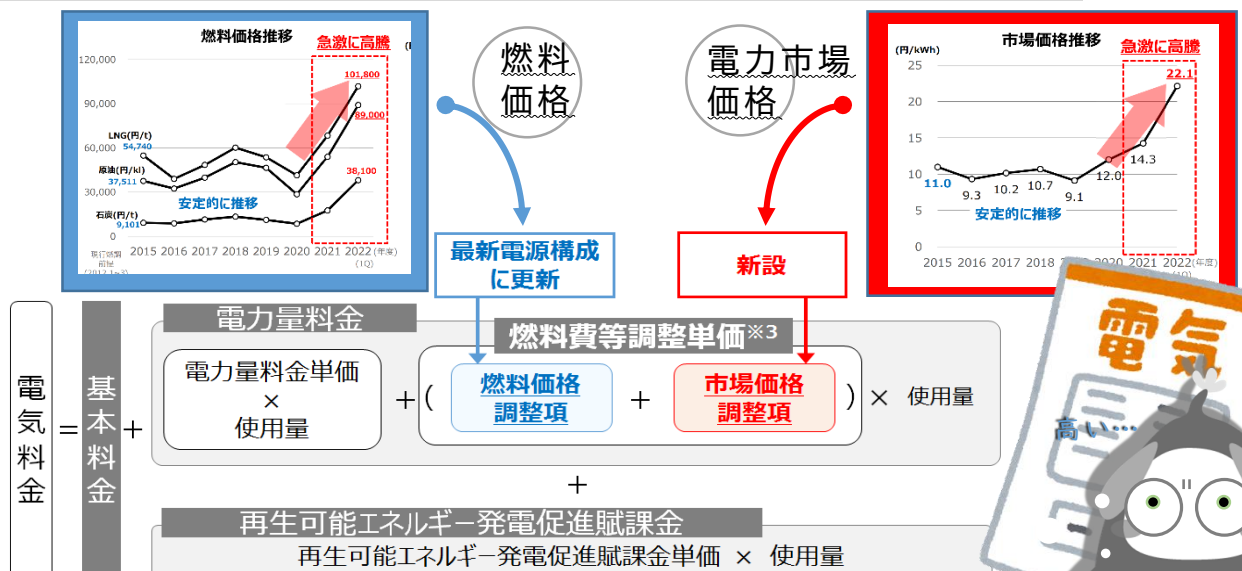 燃料価格推移
急激に高騰
120,000
90,000
60,000
30,000
0
101,800
89,000
38,100
LNG(円/t)
54,740
原油(円/kl)
37,511
石炭(円/t)
9,101
安定的に推移
2015 2016 2017 2018 2019 2020 2021 2022 (年度)
(1Q)
燃料
価格
電力市場
価格
市場価格推移
急激に高騰
(円/kWh)
25
20
15
10
5
0
22.1
11.0
9.3
10.2
10.7
9.1
12.0
14.3
安定的に推移
2015 2016 2017 2018 2020 2021 2022 (年度)
最新電源構成
に更新
新設
電気料金
=
基本料金
+
電力量料金
電力量料金単価
×
使用量
+
燃料費等調整単価※3
(
燃料価格
調整項
+
市場価格
調整項
)
× 使用量
+
再生可能エネルギー発電促進賦課金
再生可能エネルギー発電促進賦課金単価 × 使用量
電気
高い…